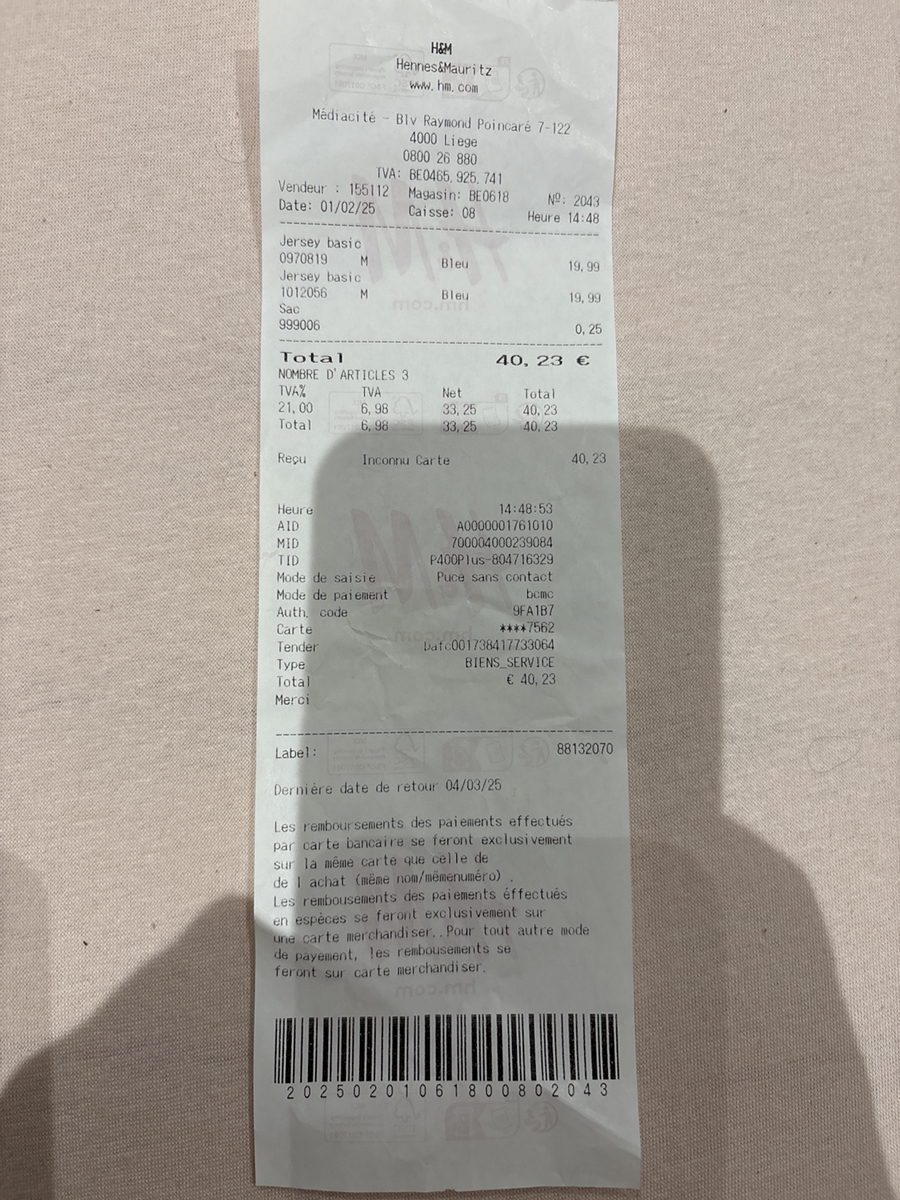 H&M
Hennes&Mauritz
www.hm.com
Médiacité - Blv Raymond Poincaré 7-122
4000 Liege
0800 26 880
TVA: BE0465.925.741
Vendeur : 155112 Magasin: BE0618 Nº: 2043
Date: 01/02/25 Caisse: 08 Heure 14:48
Jersey basic
0970819 M Bleu 19,99
Jersey basic
1012056 M Bleu 19,99
Sac
999006 0,25
Total 40,23 €
NOMBRE D'ARTICLES 3
TVA% TVA Net Total
21,00 6,98 33,25 40,23
Total 6,98 33,25 40,23
Reçu Inconnu Carte 40,23
Heure 14:48:53
AID A0000001761010
MID 700004000239084
TID P400Plus-804716329
Mode de saisie Puce sans contact
Mode de paiement bcmc
Auth. code 9FA1B7
Carte ****7562
Tender Dafc001738417733064
Type BIENS_SERVICE
Total € 40,23
Merci
Label: 88132070
Dernière date de retour 04/03/25
Les remboursements des paiements effectués
par carte bancaire se feront exclusivement
sur la même carte que celle de
de l achat (même nom/mêmenuméro) .
Les rembousements des paiements éffectués
en espèces se feront exclusivement sur
une carte merchandiser..Pour tout autre mode
de payement, les rembousements se
feront sur carte merchandiser.
hm.com
20250201061800802043